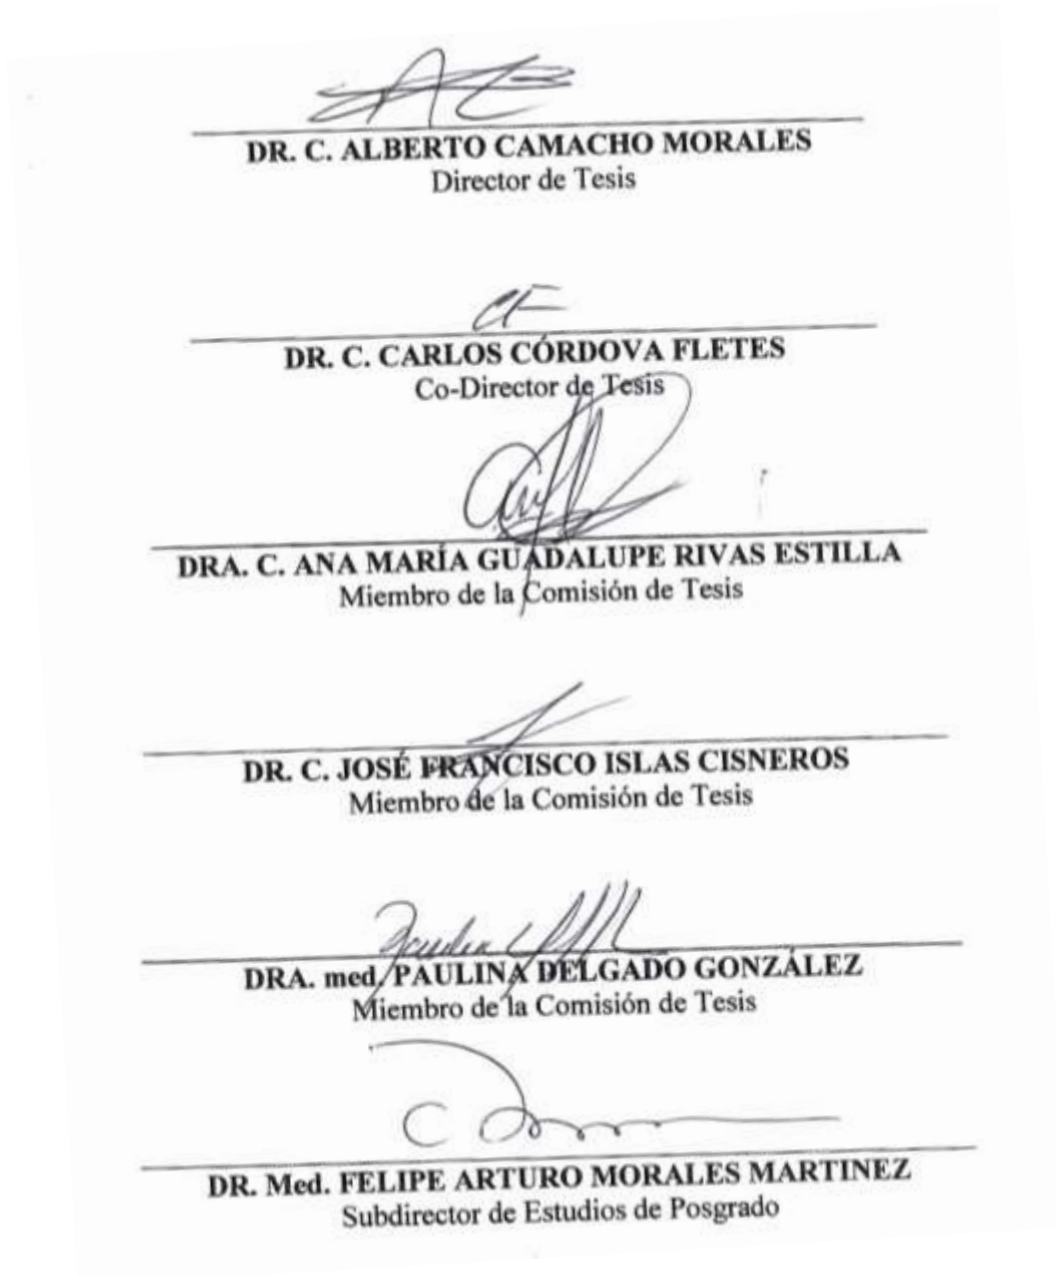 DR. C. ALBERTO CAMACHO MORALES
Director de Tesis
DR. C. CARLOS CÓRDOVA FLETES
Co-Director de Tesis
DRA. C. ANA MARÍA GUADALUPE RIVAS ESTILLA
Miembro de la Comisión de Tesis
DR. C. JOSÉ FRANCISCO ISLAS CISNEROS
Miembro de la Comisión de Tesis
DRA. med. PAULINA DELGADO GONZÁLEZ
Miembro de la Comisión de Tesis
DR. Med. FELIPE ARTURO MORALES MARTINEZ
Subdirector de Estudios de Posgrado